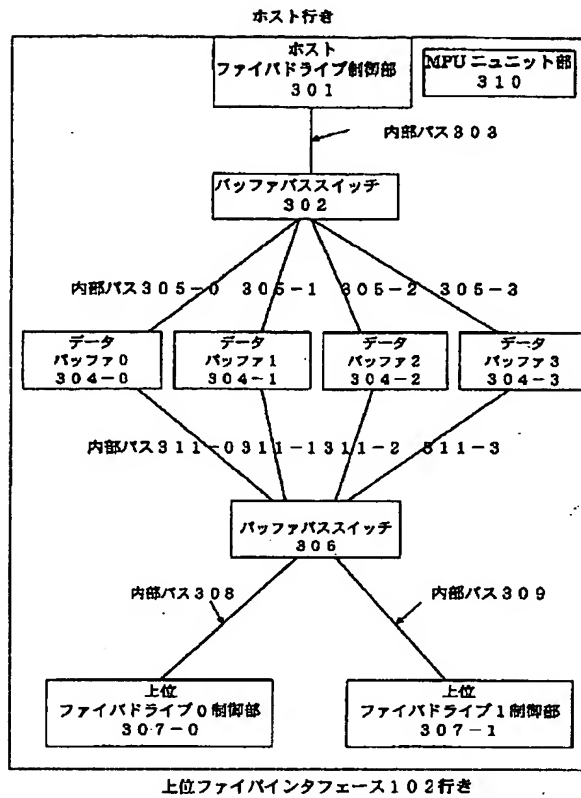 ホスト行き
ホスト
ファイバドライブ制御部
301
MPUニュニット部
310
内部バス303
バッファバススイッチ
302
内部バス305-0 305-1 305-2 305-3
データ
バッファ0
304-0
データ
バッファ1
304-1
データ
バッファ2
304-2
データ
バッファ3
304-3
内部バス311-0311-1311-2 311-3
バッファバススイッチ
306
内部バス308
内部バス309
上位
ファイバドライブ0制御部
307-0
上位
ファイバドライブ1制御部
307-1
上位ファイバインタフェース102行き